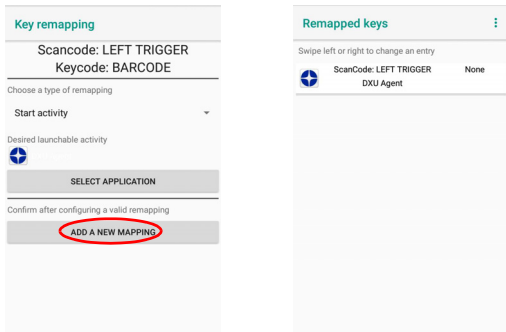 Key remapping
Scancode: LEFT TRIGGER
Keycode: BARCODE
Choose a type of remapping
Start activity
Desired launchable activity
SELECT APPLICATION
Confirm after configuring a valid remapping
ADD A NEW MAPPING
Remapped keys
Swipe left or right to change an entry
ScanCode: LEFT TRIGGER None
DXU Agent